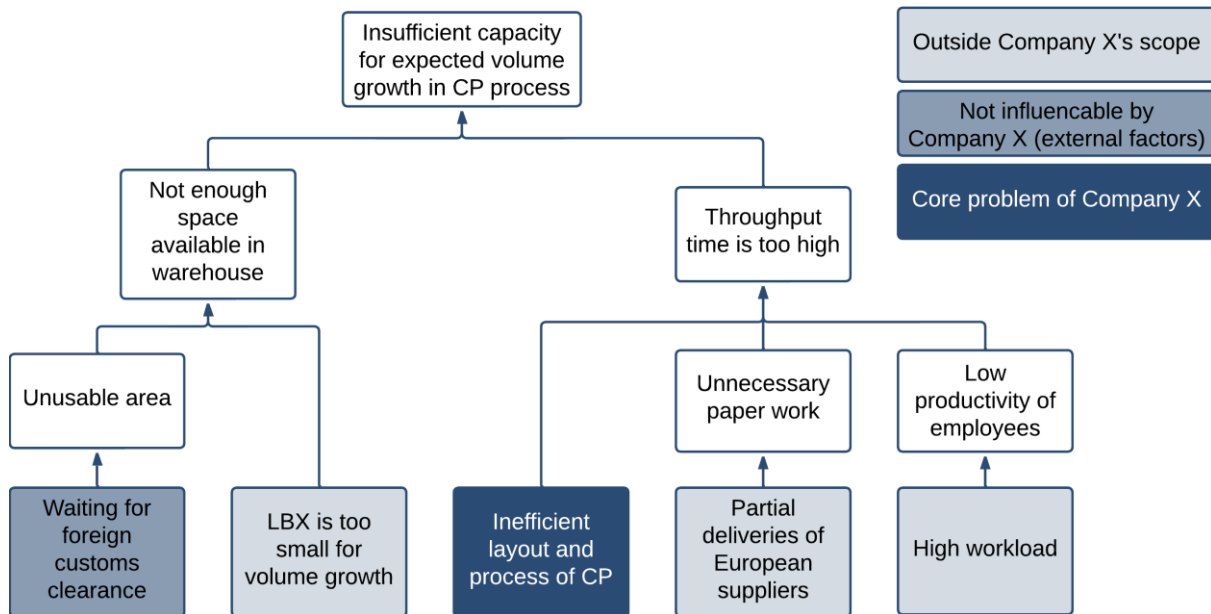 Insufficient capacity
for expected volume
growth in CP process
Outside Company X's scope
Not influencable by
Company X (external factors)
Core problem of Company X
Not enough
space
available in
warehouse
Throughput
time is too high
Unusable area
Unnecessary
paper work
Low
productivity of
employees
Waiting for
foreign
customs
clearance
LBX is too
small for
volume growth
Inefficient
layout and
process of CP
Partial
deliveries of
European
suppliers
High workload